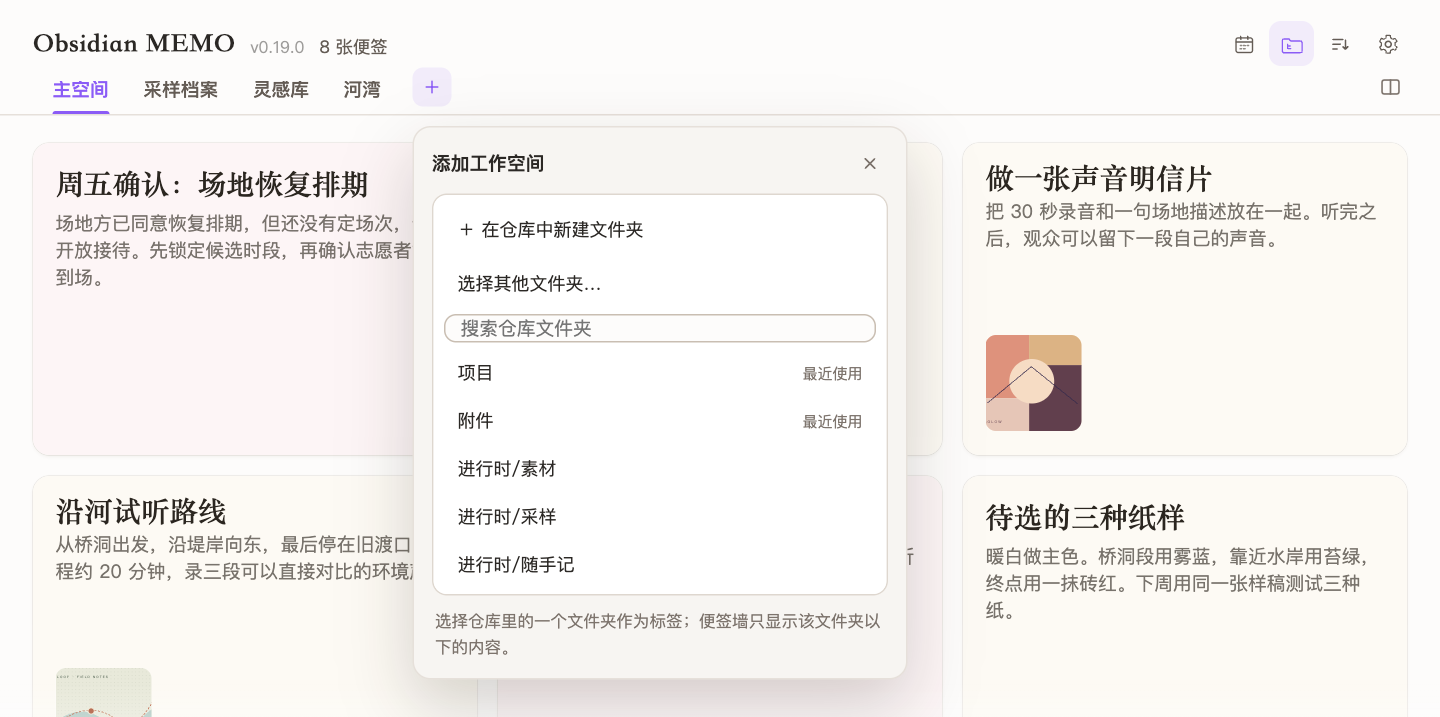 Obsidian MEMO v0.19.0 8 张便签
主空间 采样档案 灵感库 河湾 +
周五确认：场地恢复排期
场地方已同意恢复排期，但还没有定场次，
开放接待。先锁定候选时段，再确认志愿者
到场。
添加工作空间
+ 在仓库中新建文件夹
选择其他文件夹...
搜索仓库文件夹
项目 最近使用
附件 最近使用
进行时/素材
进行时/采样
进行时/随手记
选择仓库里的一个文件夹作为标签；便签墙只显示该文件夹以
下的内容。
做一张声音明信片
把 30 秒录音和一句场地描述放在一起。听完之
后，观众可以留下一段自己的声音。
沿河试听路线
从桥洞出发，沿堤岸向东，最后停在旧渡口
程约 20 分钟，录三段可以直接对比的环境
待选的三种纸样
暖白做主色。桥洞段用雾蓝，靠近水岸用苔绿，
终点用一抹砖红。下周用同一张样稿测试三种
纸。